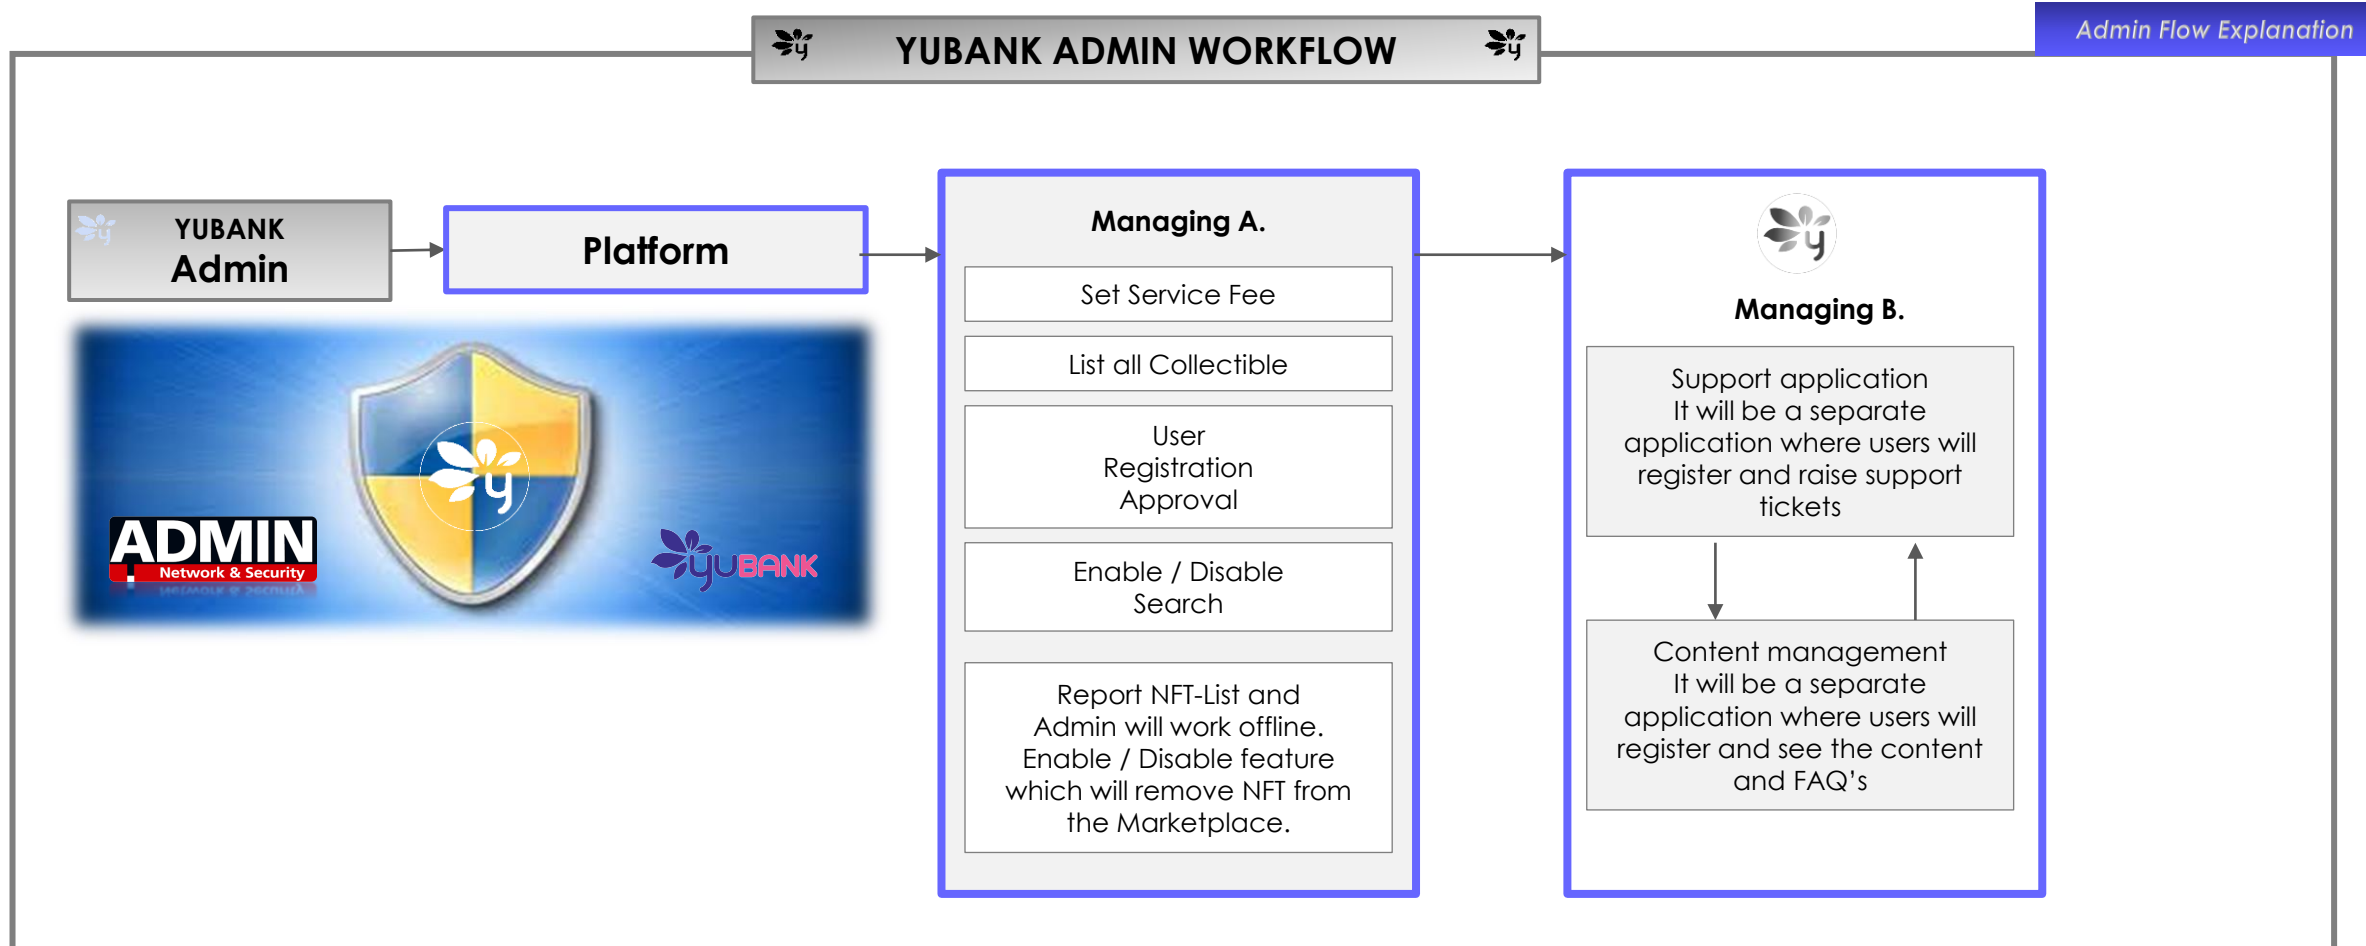 Admin Flow Explanation
YUBANK ADMIN WORKFLOW
YUBANK
Admin
Platform
ADMIN
Network & Security
yuBANK
Managing A.
Set Service Fee
List all Collectible
User
Registration
Approval
Enable / Disable
Search
Report NFT-List and
Admin will work offline.
Enable / Disable feature
which will remove NFT from
the Marketplace.
Managing B.
Support application
It will be a separate
application where users will
register and raise support
tickets
Content management
It will be a separate
application where users will
register and see the content
and FAQ’s